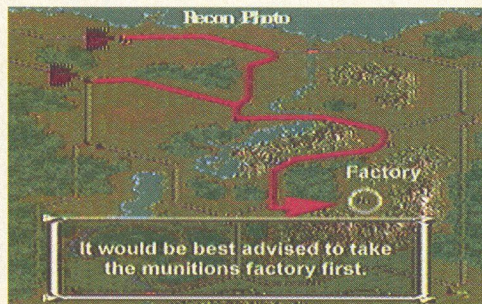 Recon Photo
Factory
It would be best advised to take
the munitions factory first.